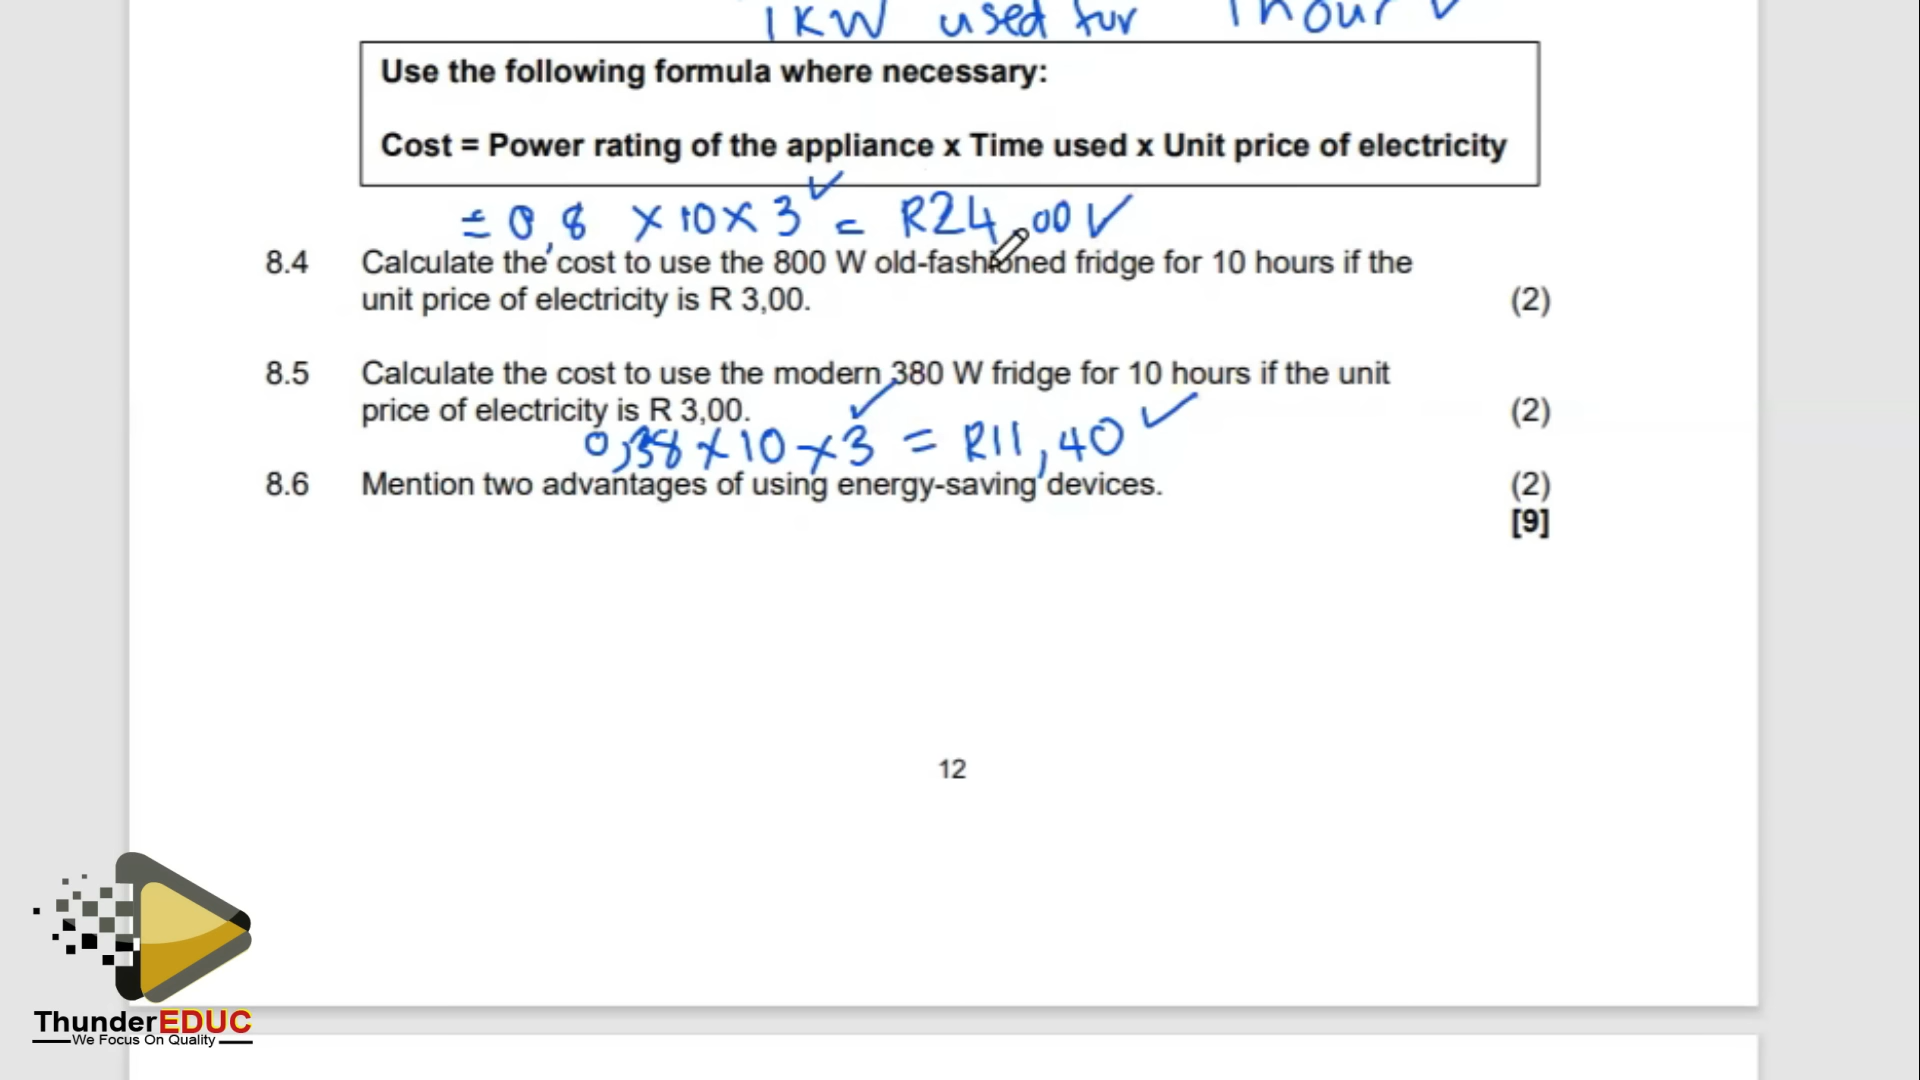 1KW used for 1hour
Use the following formula where necessary:
Cost = Power rating of the appliance x Time used x Unit price of electricity
= 0,8 × 10 × 3 = R24,00
8.4 Calculate the cost to use the 800 W old-fashioned fridge for 10 hours if the
unit price of electricity is R 3,00. (2)
8.5 Calculate the cost to use the modern 380 W fridge for 10 hours if the unit
price of electricity is R 3,00. (2)
0,38 × 10 × 3 = R11,40
8.6 Mention two advantages of using energy-saving devices. (2)
[9]
12
ThunderEDUC
We Focus On Quality